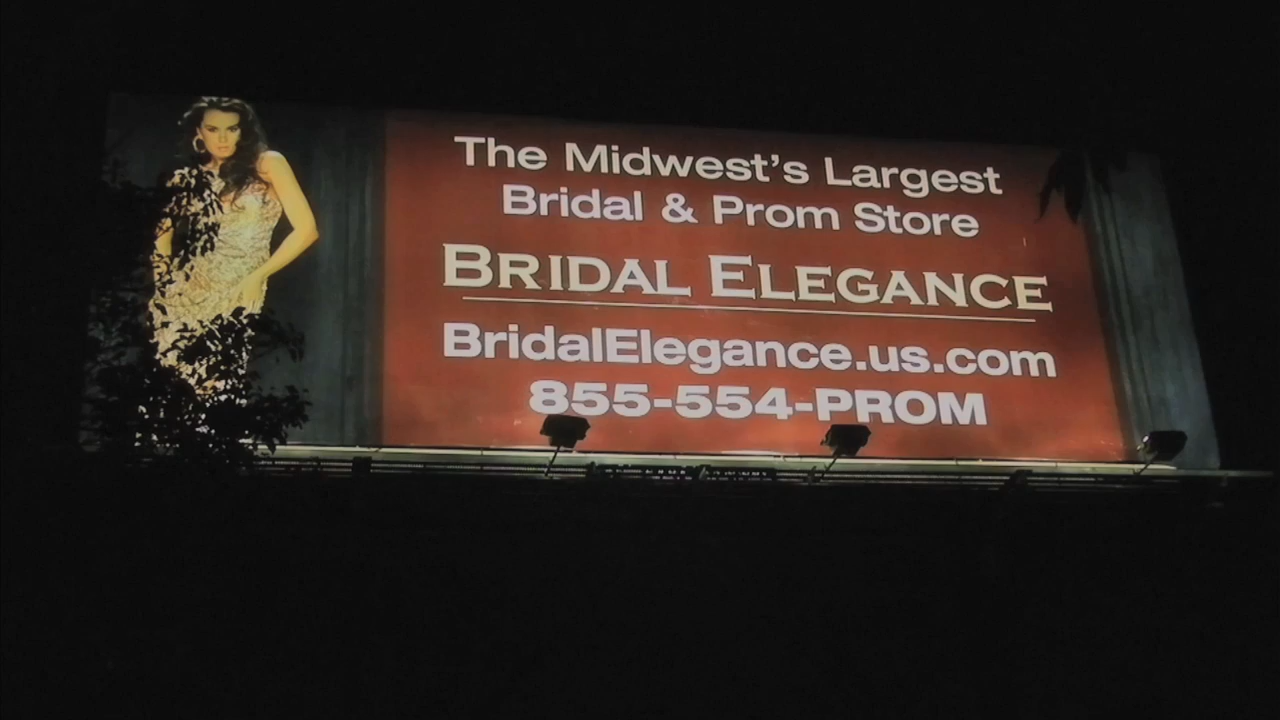 The Midwest's Largest
Bridal & Prom Store
BRIDAL ELEGANCE
BridalElegance.us.com
855-554-PROM